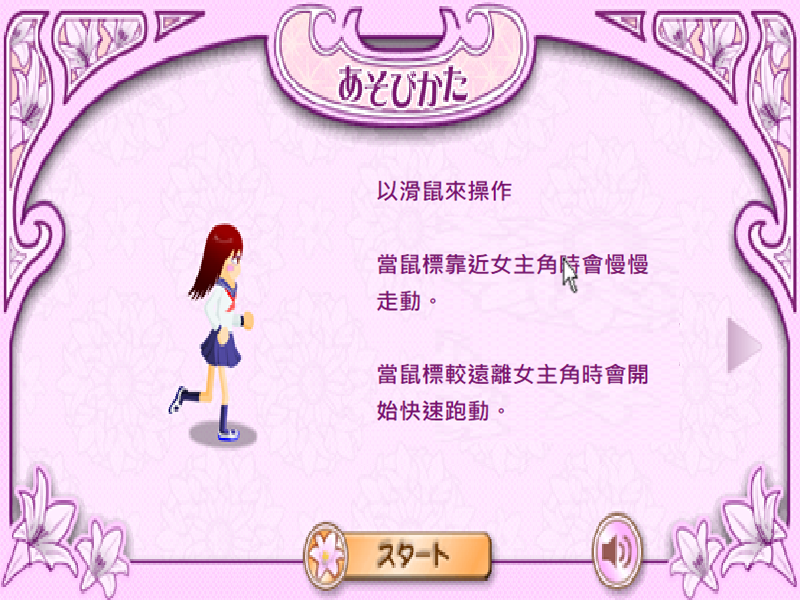 あそびかた
以滑鼠來操作
當鼠標靠近女主角時會慢慢
走動。
當鼠標較遠離女主角時會開
始快速跑動。
スタート